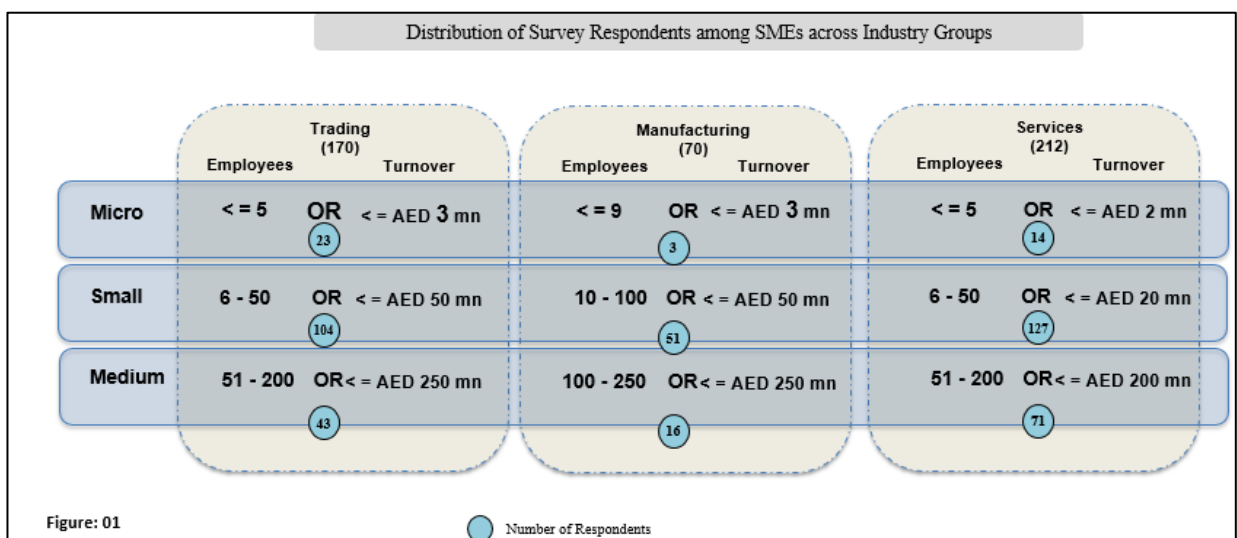 Distribution of Survey Respondents among SMEs across Industry Groups
Trading
(170)
Employees Turnover
Manufacturing
(70)
Employees Turnover
Services
(212)
Employees Turnover
Micro
< = 5 OR < = AED 3 mn
23
< = 9 OR < = AED 3 mn
3
< = 5 OR < = AED 2 mn
14
Small
6 - 50 OR < = AED 50 mn
104
10 - 100 OR < = AED 50 mn
51
6 - 50 OR < = AED 20 mn
127
Medium
51 - 200 OR < = AED 250 mn
43
100 - 250 OR < = AED 250 mn
16
51 - 200 OR < = AED 200 mn
71
Figure: 01
Number of Respondents